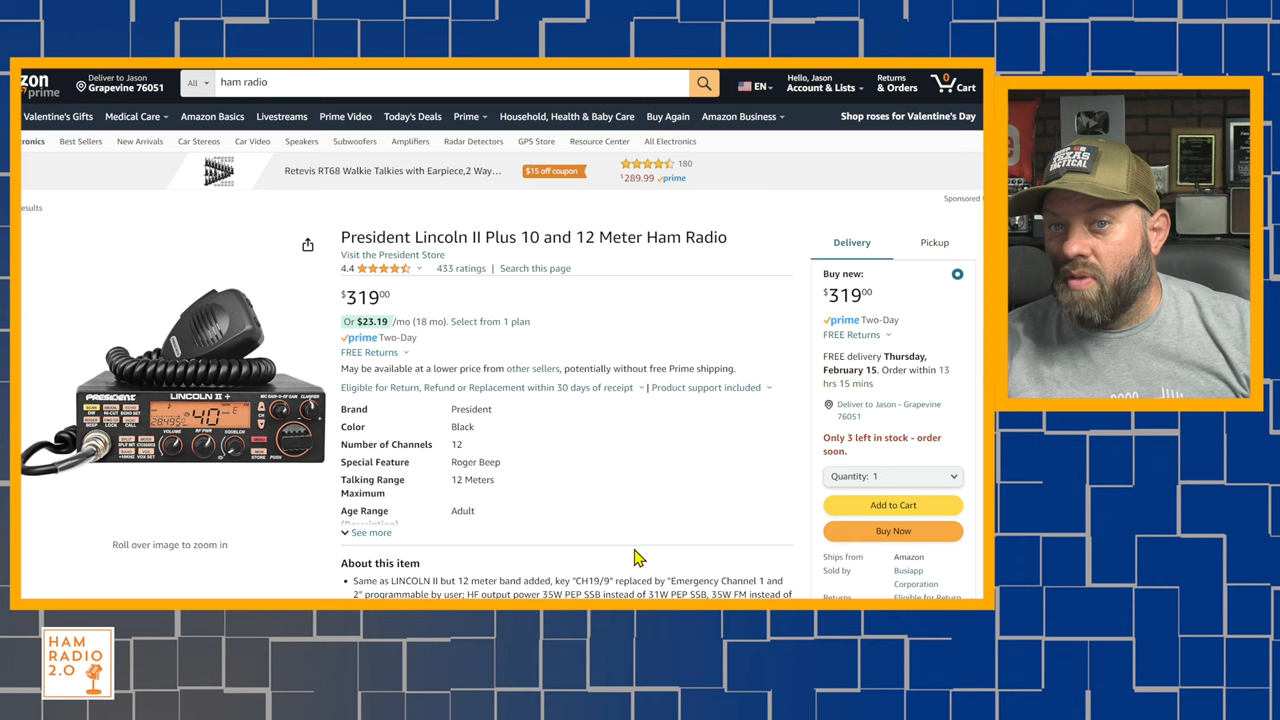 zon
prime
Deliver to Jason
Grapevine 76051
All
ham radio
EN
Hello, Jason
Account & Lists
Returns
& Orders
0
Cart
Valentine's Gifts
Medical Care
Amazon Basics
Livestreams
Prime Video
Today's Deals
Prime
Household, Health & Baby Care
Buy Again
Amazon Business
Shop roses for Valentine's Day
ronics
Best Sellers
New Arrivals
Car Stereos
Car Video
Speakers
Subwoofers
Amplifiers
Radar Detectors
GPS Store
Resource Center
All Electronics
Retevis RT68 Walkie Talkies with Earpiece,2 Way...
$15 off coupon
180
$289.99 prime
Sponsored
esults
President Lincoln II Plus 10 and 12 Meter Ham Radio
Visit the President Store
4.4
433 ratings | Search this page
$319.00
Or $23.19 /mo (18 mo). Select from 1 plan
prime Two-Day
FREE Returns
May be available at a lower price from other sellers, potentially without free Prime shipping.
Eligible for Return, Refund or Replacement within 30 days of receipt | Product support included
Brand President
Color Black
Number of Channels 12
Special Feature Roger Beep
Talking Range 12 Meters
Maximum
Age Range Adult
(Description)
See more
About this item
• Same as LINCOLN II but 12 meter band added, key "CH19/9" replaced by "Emergency Channel 1 and
2" programmable by user; HF output power 35W PEP SSB instead of 31W PEP SSB, 35W FM instead of
PRESIDENT
LINCOLN II +
40
VOLUME
RF PWR
SQUELCH
CLARIFIER
PUSH
Roll over image to zoom in
Delivery
Pickup
Buy new:
$319.00
prime Two-Day
FREE Returns
FREE delivery Thursday,
February 15. Order within 13
hrs 15 mins
Deliver to Jason - Grapevine
76051
Only 3 left in stock - order
soon.
Quantity: 1
Add to Cart
Buy Now
Ships from Amazon
Sold by Busiapp
Corporation
Returns Eligible for Return,
TEXAS
TACTICAL
HAM
RADIO
2.0